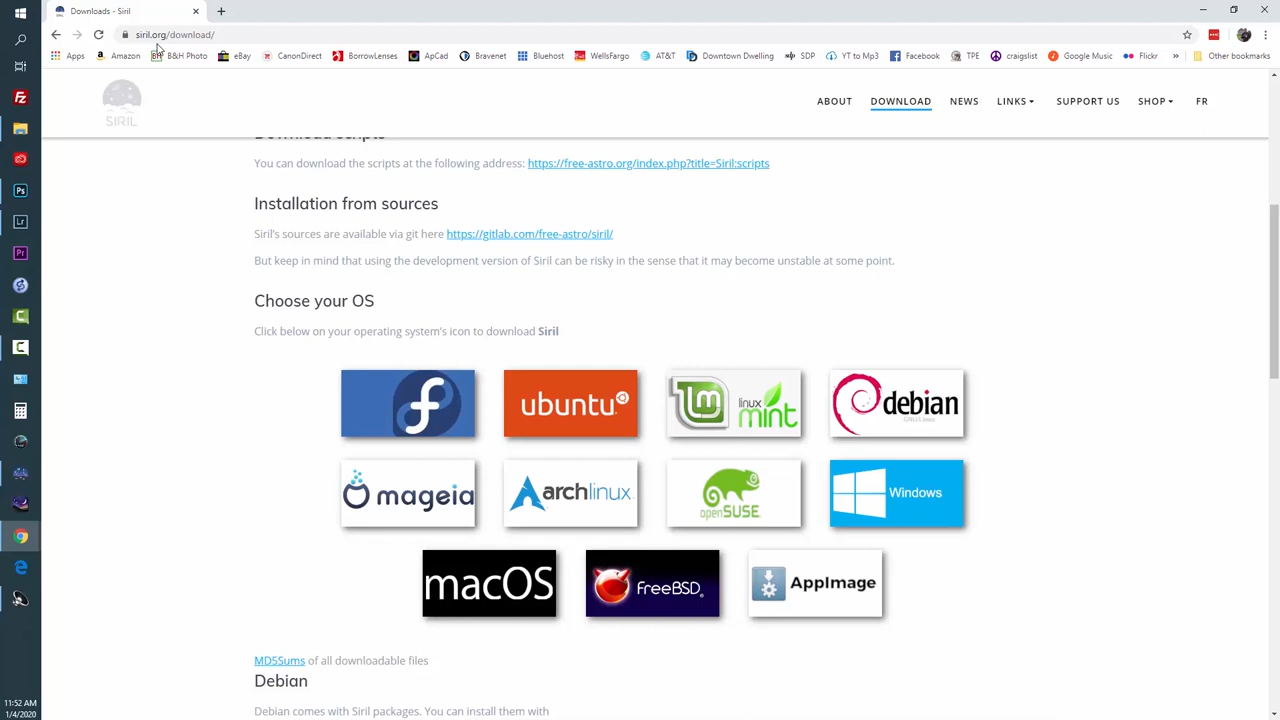 Downloads - Siril
siril.org/download/
Apps Amazon B&H Photo eBay CanonDirect BorrowLenses ApCad Bravenet Bluehost WellsFargo AT&T Downtown Dwelling SDP YT to Mp3 Facebook TPE craigslist Google Music Flickr » Other bookmarks
SIRIL
ABOUT DOWNLOAD NEWS LINKS SUPPORT US SHOP FR
Download scripts
You can download the scripts at the following address: https://free-astro.org/index.php?title=Siril:scripts
Installation from sources
Siril's sources are available via git here https://gitlab.com/free-astro/siril/
But keep in mind that using the development version of Siril can be risky in the sense that it may become unstable at some point.
Choose your OS
Click below on your operating system's icon to download Siril
ubuntu linux mint debian
mageia archlinux openSUSE Windows
macOS FreeBSD AppImage
MD5Sums of all downloadable files
Debian
Debian comes with Siril packages. You can install them with
11:52 AM
1/4/2020